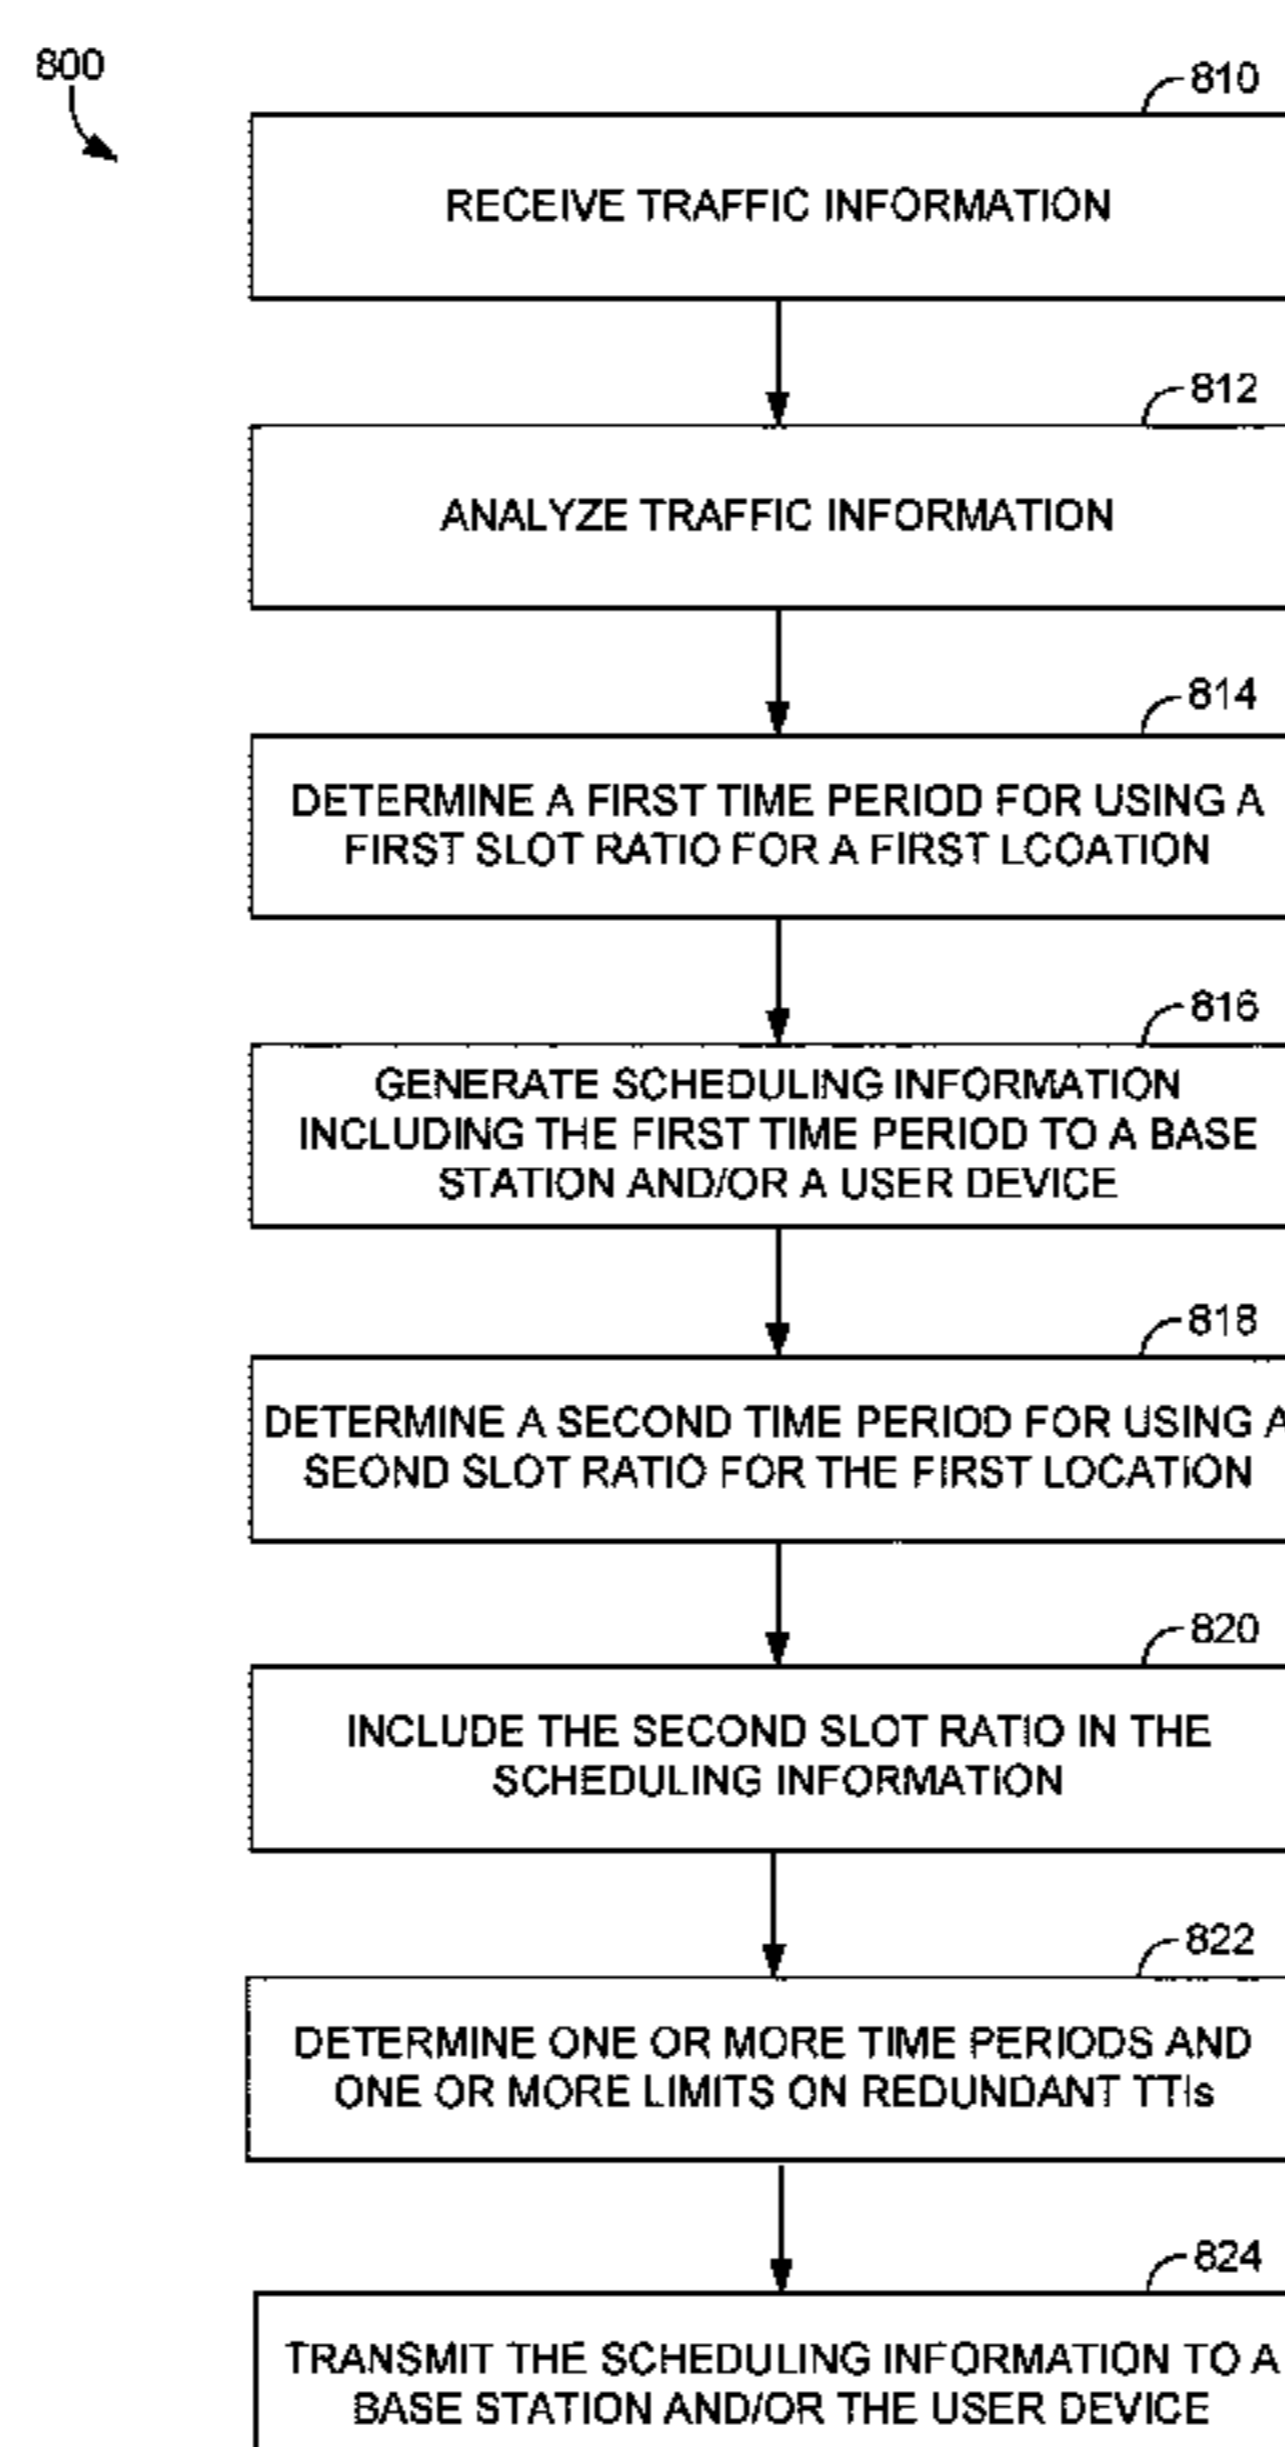 800
810
RECEIVE TRAFFIC INFORMATION
812
ANALYZE TRAFFIC INFORMATION
814
DETERMINE A FIRST TIME PERIOD FOR USING A
FIRST SLOT RATIO FOR A FIRST LCOATION
816
GENERATE SCHEDULING INFORMATION
INCLUDING THE FIRST TIME PERIOD TO A BASE
STATION AND/OR A USER DEVICE
818
DETERMINE A SECOND TIME PERIOD FOR USING A
SEOND SLOT RATIO FOR THE FIRST LOCATION
820
INCLUDE THE SECOND SLOT RATIO IN THE
SCHEDULING INFORMATION
822
DETERMINE ONE OR MORE TIME PERIODS AND
ONE OR MORE LIMITS ON REDUNDANT TTIs
824
TRANSMIT THE SCHEDULING INFORMATION TO A
BASE STATION AND/OR THE USER DEVICE